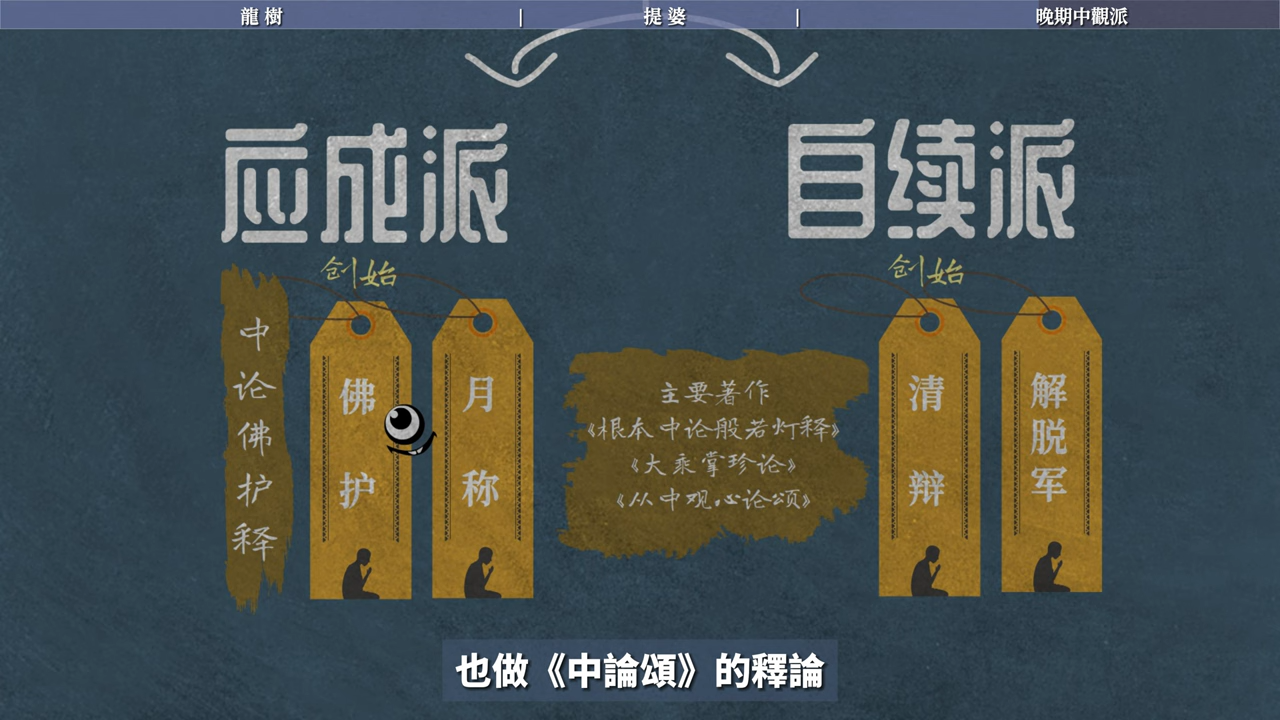 龍樹 | 提婆 | 晚期中觀派
应成派
自续派
创始
创始
中论佛护释
佛护
月称
主要著作
《根本中论般若灯释》
《大乘掌珍论》
《从中观心论颂》
清辩
解脱军
也做《中論頌》的釋論